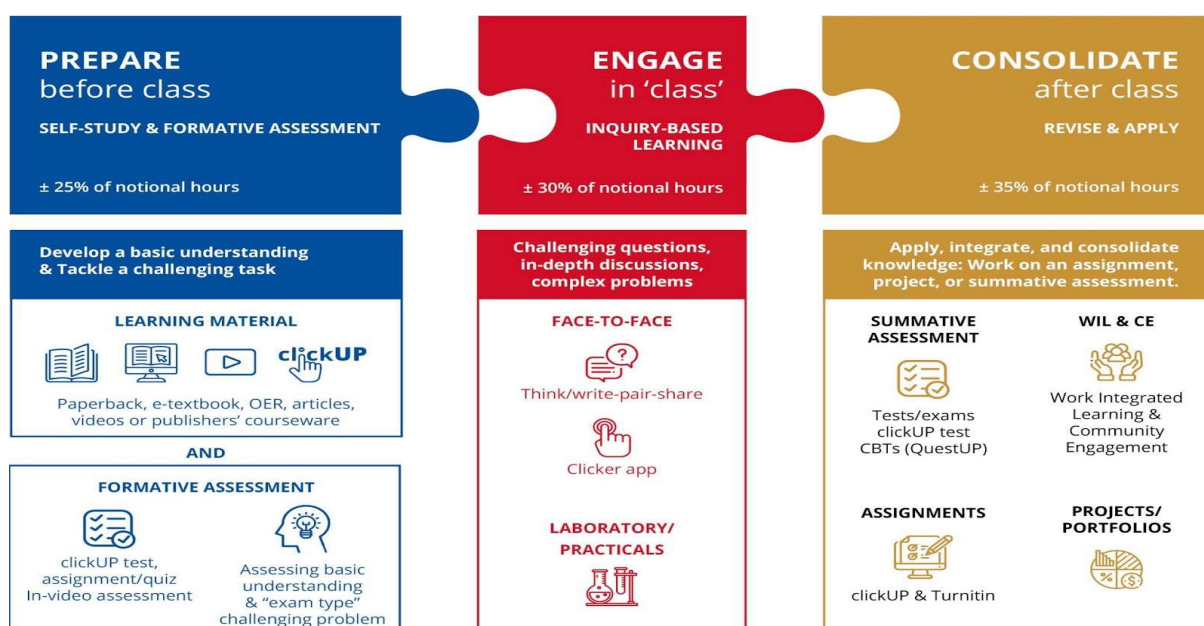 PREPARE
before class
SELF-STUDY & FORMATIVE ASSESSMENT
± 25% of notional hours
Develop a basic understanding
& Tackle a challenging task
LEARNING MATERIAL
clickUP
Paperback, e-textbook, OER, articles,
videos or publishers' courseware
AND
FORMATIVE ASSESSMENT
clickUP test,
assignment/quiz
In-video assessment
Assessing basic
understanding
& “exam type”
challenging problem
ENGAGE
in ‘class’
INQUIRY-BASED
LEARNING
± 30% of notional hours
Challenging questions,
in-depth discussions,
complex problems
FACE-TO-FACE
Think/write-pair-share
Clicker app
LABORATORY/
PRACTICALS
CONSOLIDATE
after class
REVISE & APPLY
± 35% of notional hours
Apply, integrate, and consolidate
knowledge: Work on an assignment,
project, or summative assessment.
SUMMATIVE
ASSESSMENT
Tests/exams
clickUP test
CBTs (QuestUP)
WIL & CE
Work Integrated
Learning &
Community
Engagement
ASSIGNMENTS
clickUP & Turnitin
PROJECTS/
PORTFOLIOS